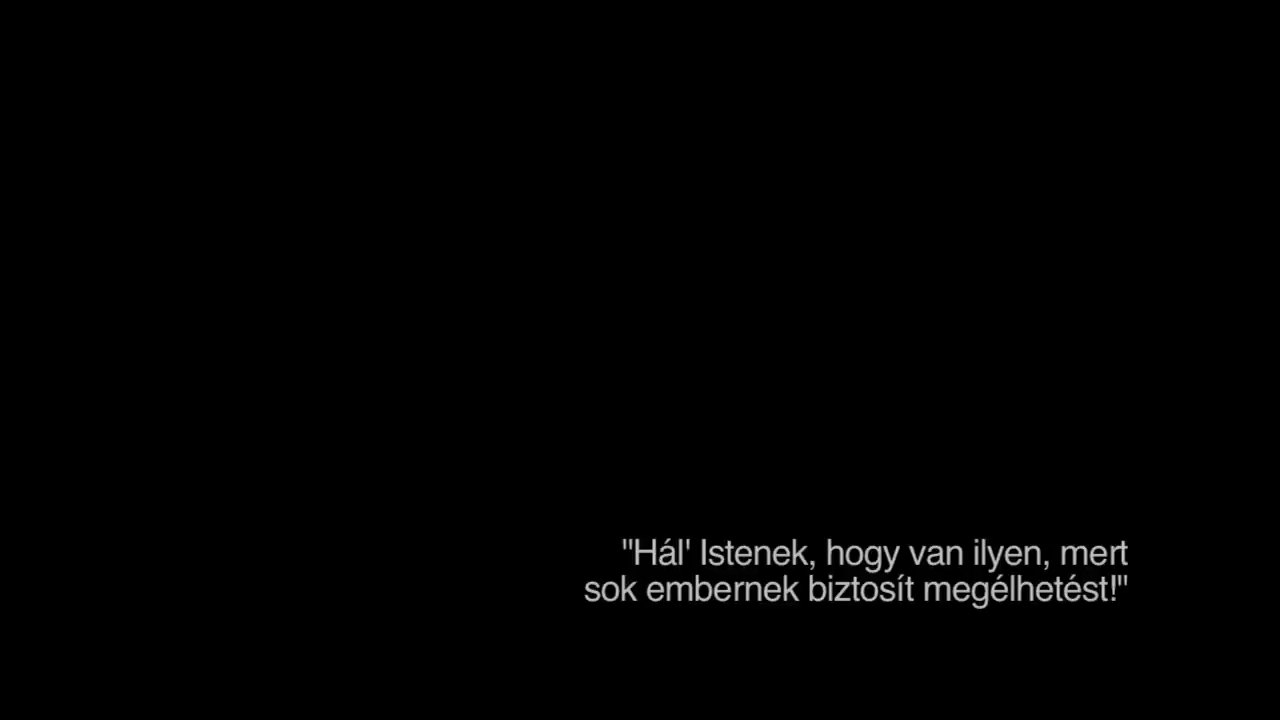 "Hál' Istenek, hogy van ilyen, mert
sok embernek biztosít megélhetést!"